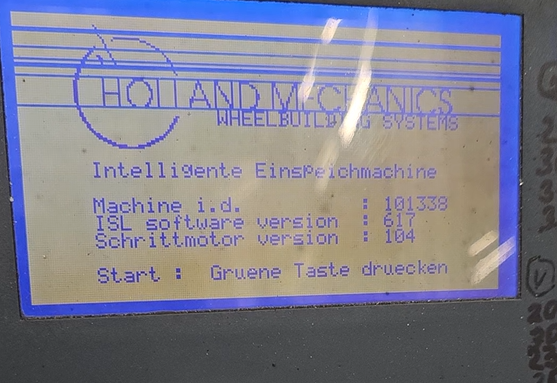 HOLLAND MECHANICS
WHEELBUILDING SYSTEMS
Intelligente Einspeichmachine
Machine i.d. : 101338
ISL software version : 617
Schrittmotor version : 104
Start : Gruene Taste druecken